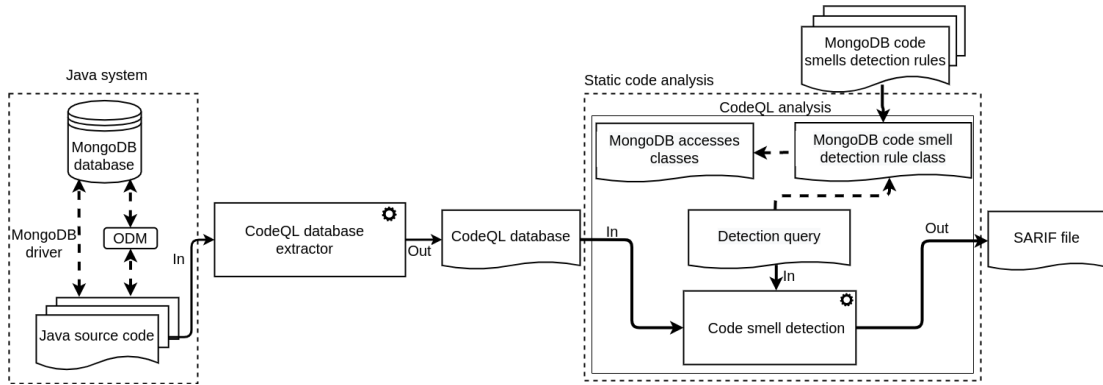 MongoDB code
smells detection rules
Java system
Static code analysis
CodeQL analysis
MongoDB
database
MongoDB accesses
classes
MongoDB code smell
detection rule class
MongoDB
driver
ODM
In
CodeQL database
extractor
Out
CodeQL database
In
Detection query
In
Out
SARIF file
Java source code
Code smell detection